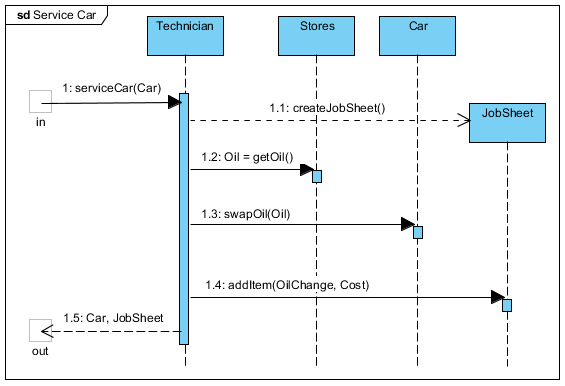 sd Service Car
Technician
Stores
Car
1: serviceCar(Car)
in
1.1: createJobSheet()
JobSheet
1.2: Oil = getOil()
1.3: swapOil(Oil)
1.4: addItem(OilChange, Cost)
1.5: Car, JobSheet
out